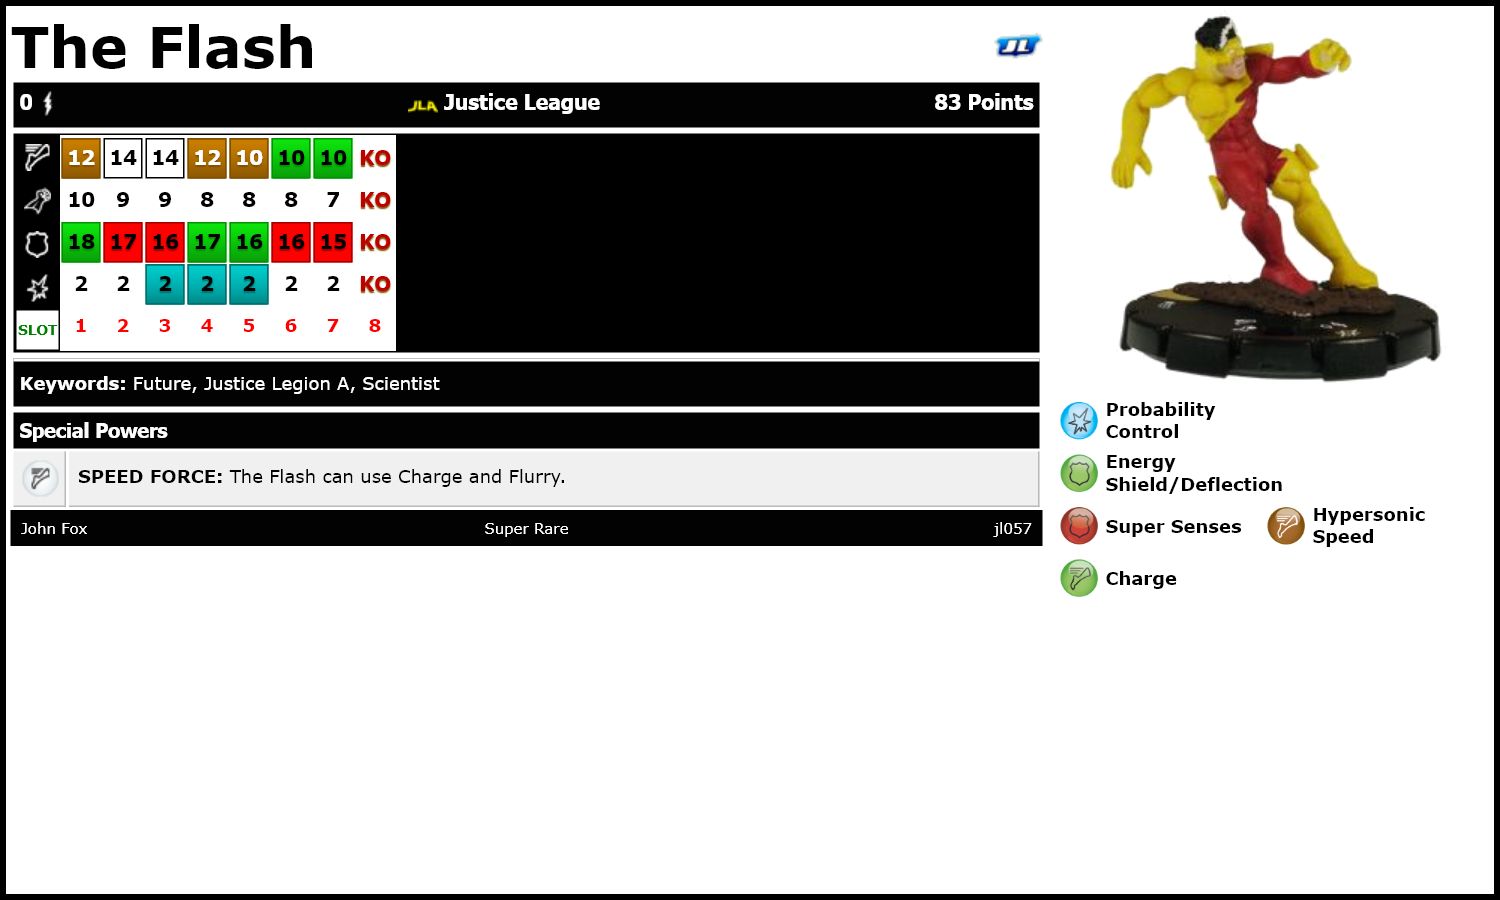 The Flash
JL
0 JLA Justice League 83 Points
12 14 14 12 10 10 10 KO
10 9 9 8 8 8 7 KO
18 17 16 17 16 16 15 KO
2 2 2 2 2 2 2 KO
SLOT 1 2 3 4 5 6 7 8
Keywords: Future, Justice Legion A, Scientist
Special Powers
SPEED FORCE: The Flash can use Charge and Flurry.
John Fox Super Rare jl057
Probability
Control
Energy
Shield/Deflection
Super Senses
Hypersonic
Speed
Charge